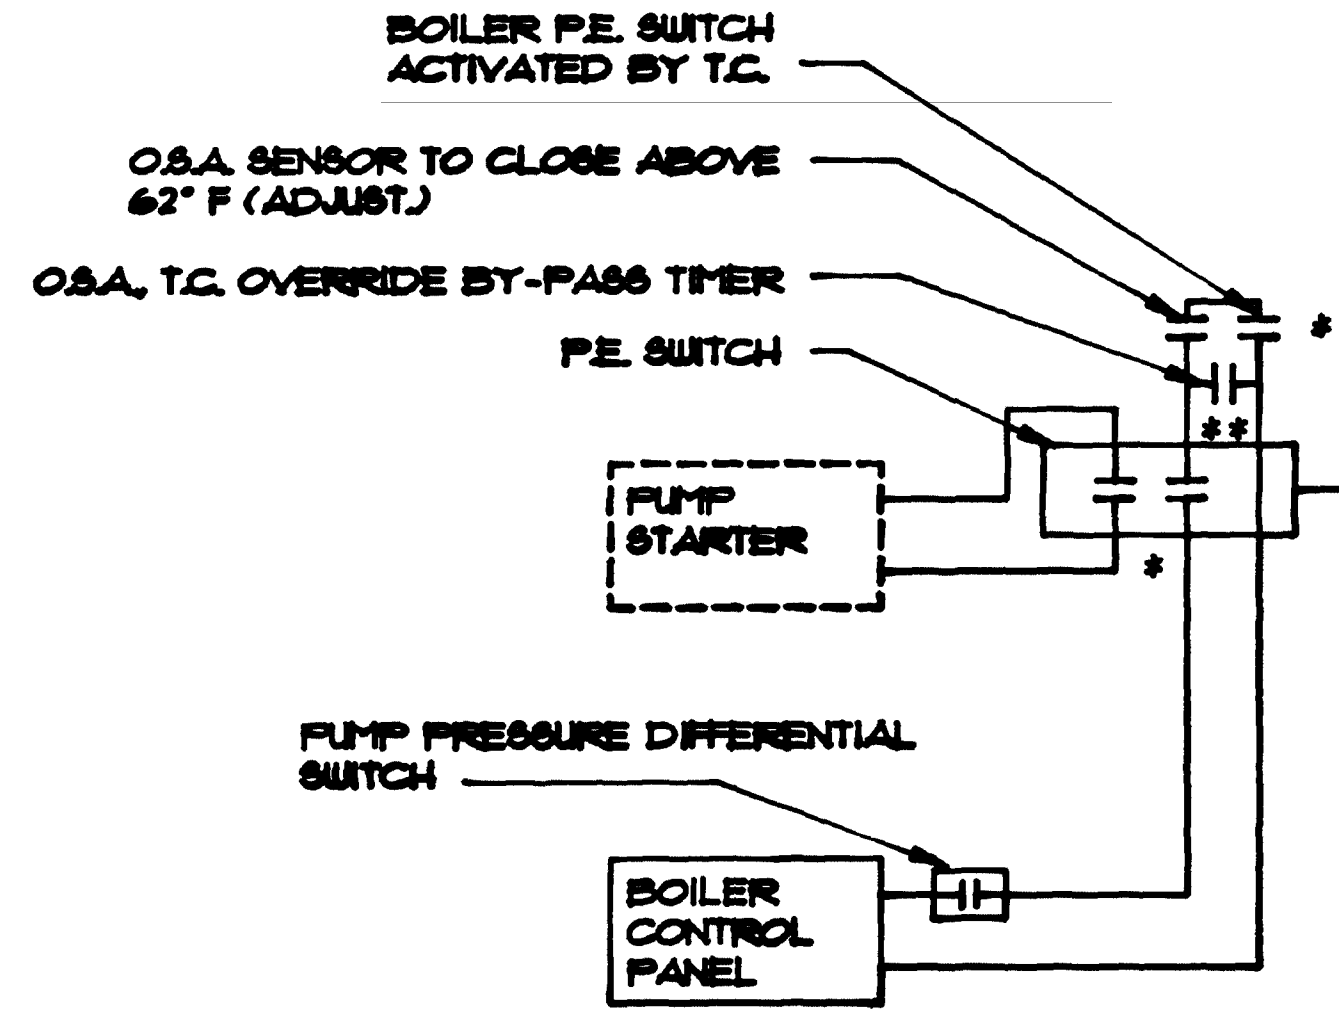 BOILER P.E. SWITCH
ACTIVATED BY T.C.
O.S.A. SENSOR TO CLOSE ABOVE
62° F (ADJUST.)
O.S.A., T.C. OVERRIDE BY-PASS TIMER
P.E. SWITCH
*
**
PUMP
STARTER
*
PUMP PRESSURE DIFFERENTIAL
SWITCH
BOILER
CONTROL
PANEL